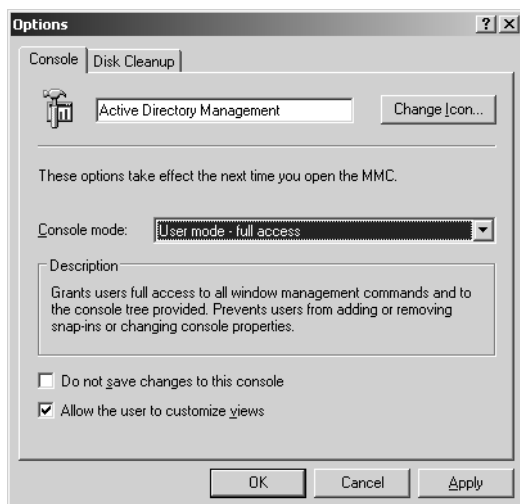 Options
Console
Disk Cleanup
Active Directory Management
Change Icon...
These options take effect the next time you open the MMC.
Console mode:
User mode - full access
Description
Grants users full access to all window management commands and to
the console tree provided. Prevents users from adding or removing
snap-ins or changing console properties.
Do not save changes to this console
Allow the user to customize views
OK
Cancel
Apply